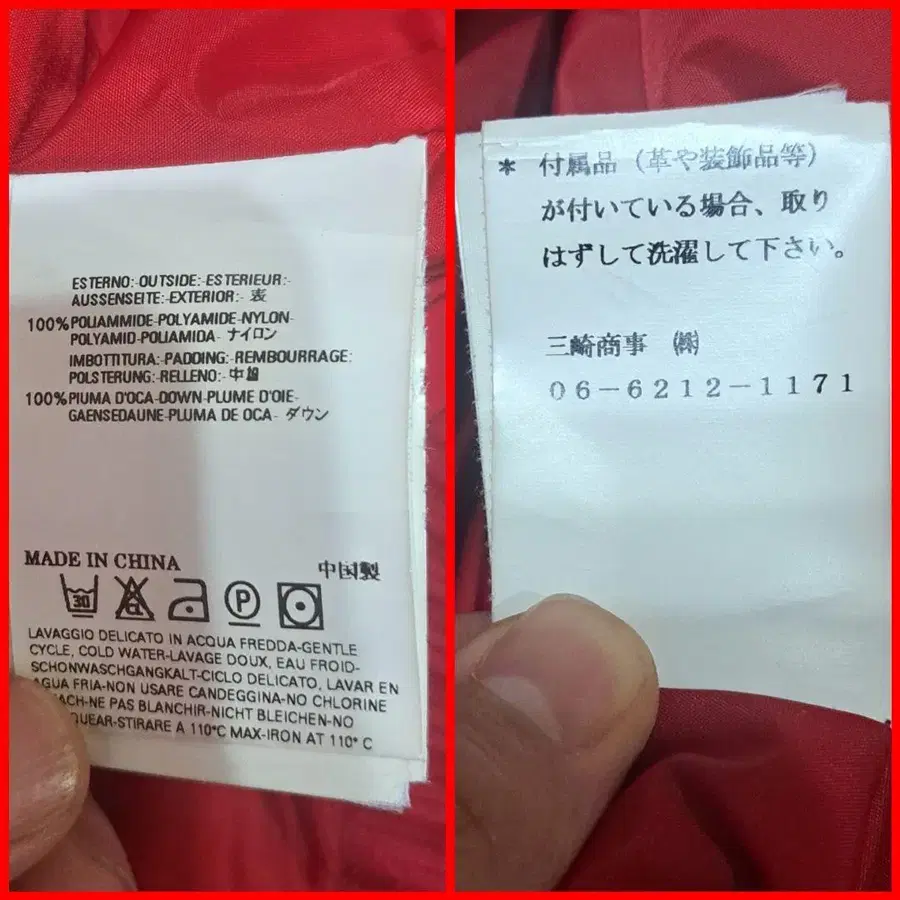 ESTERNO:-OUTSIDE:-ESTERIEUR:-
AUSSENSEITE:-EXTERIOR:- 表
100%POLIAMMIDE-POLYAMIDE-NYLON-
POLYAMID-POLIAMIDA- ナイロン
IMBOTTITURA:-PADDING:-REMBOURRAGE:
POLSTERUNG:-RELLENO:- 中
100%PIUMA D'OCA-DOWN-PLUME D'OIE-
GAENSEDAUNE-PLUMA DE OCA- ダウン
MADE IN CHINA 中国製
30 CL P
LAVAGGIO DELICATO IN ACQUA FREDDA-GENTLE
CYCLE, COLD WATER-LAVAGE DOUX, EAU FROID-
SCHONWASCHGANGKALT-CICLO DELICATO, LAVAR EN
AGUA FRIA-NON USARE CANDEGGINA-NO CHLORINE
ACH-NE PAS BLANCHIR-NICHT BLEICHEN-NO
QUEAR-STIRARE A 110°C MAX-IRON AT 110° C
* 付属品（革や装飾品等）
が付いている場合、取り
はずして洗濯して下さい。
三崎商事 ㈱
06-6212-1171